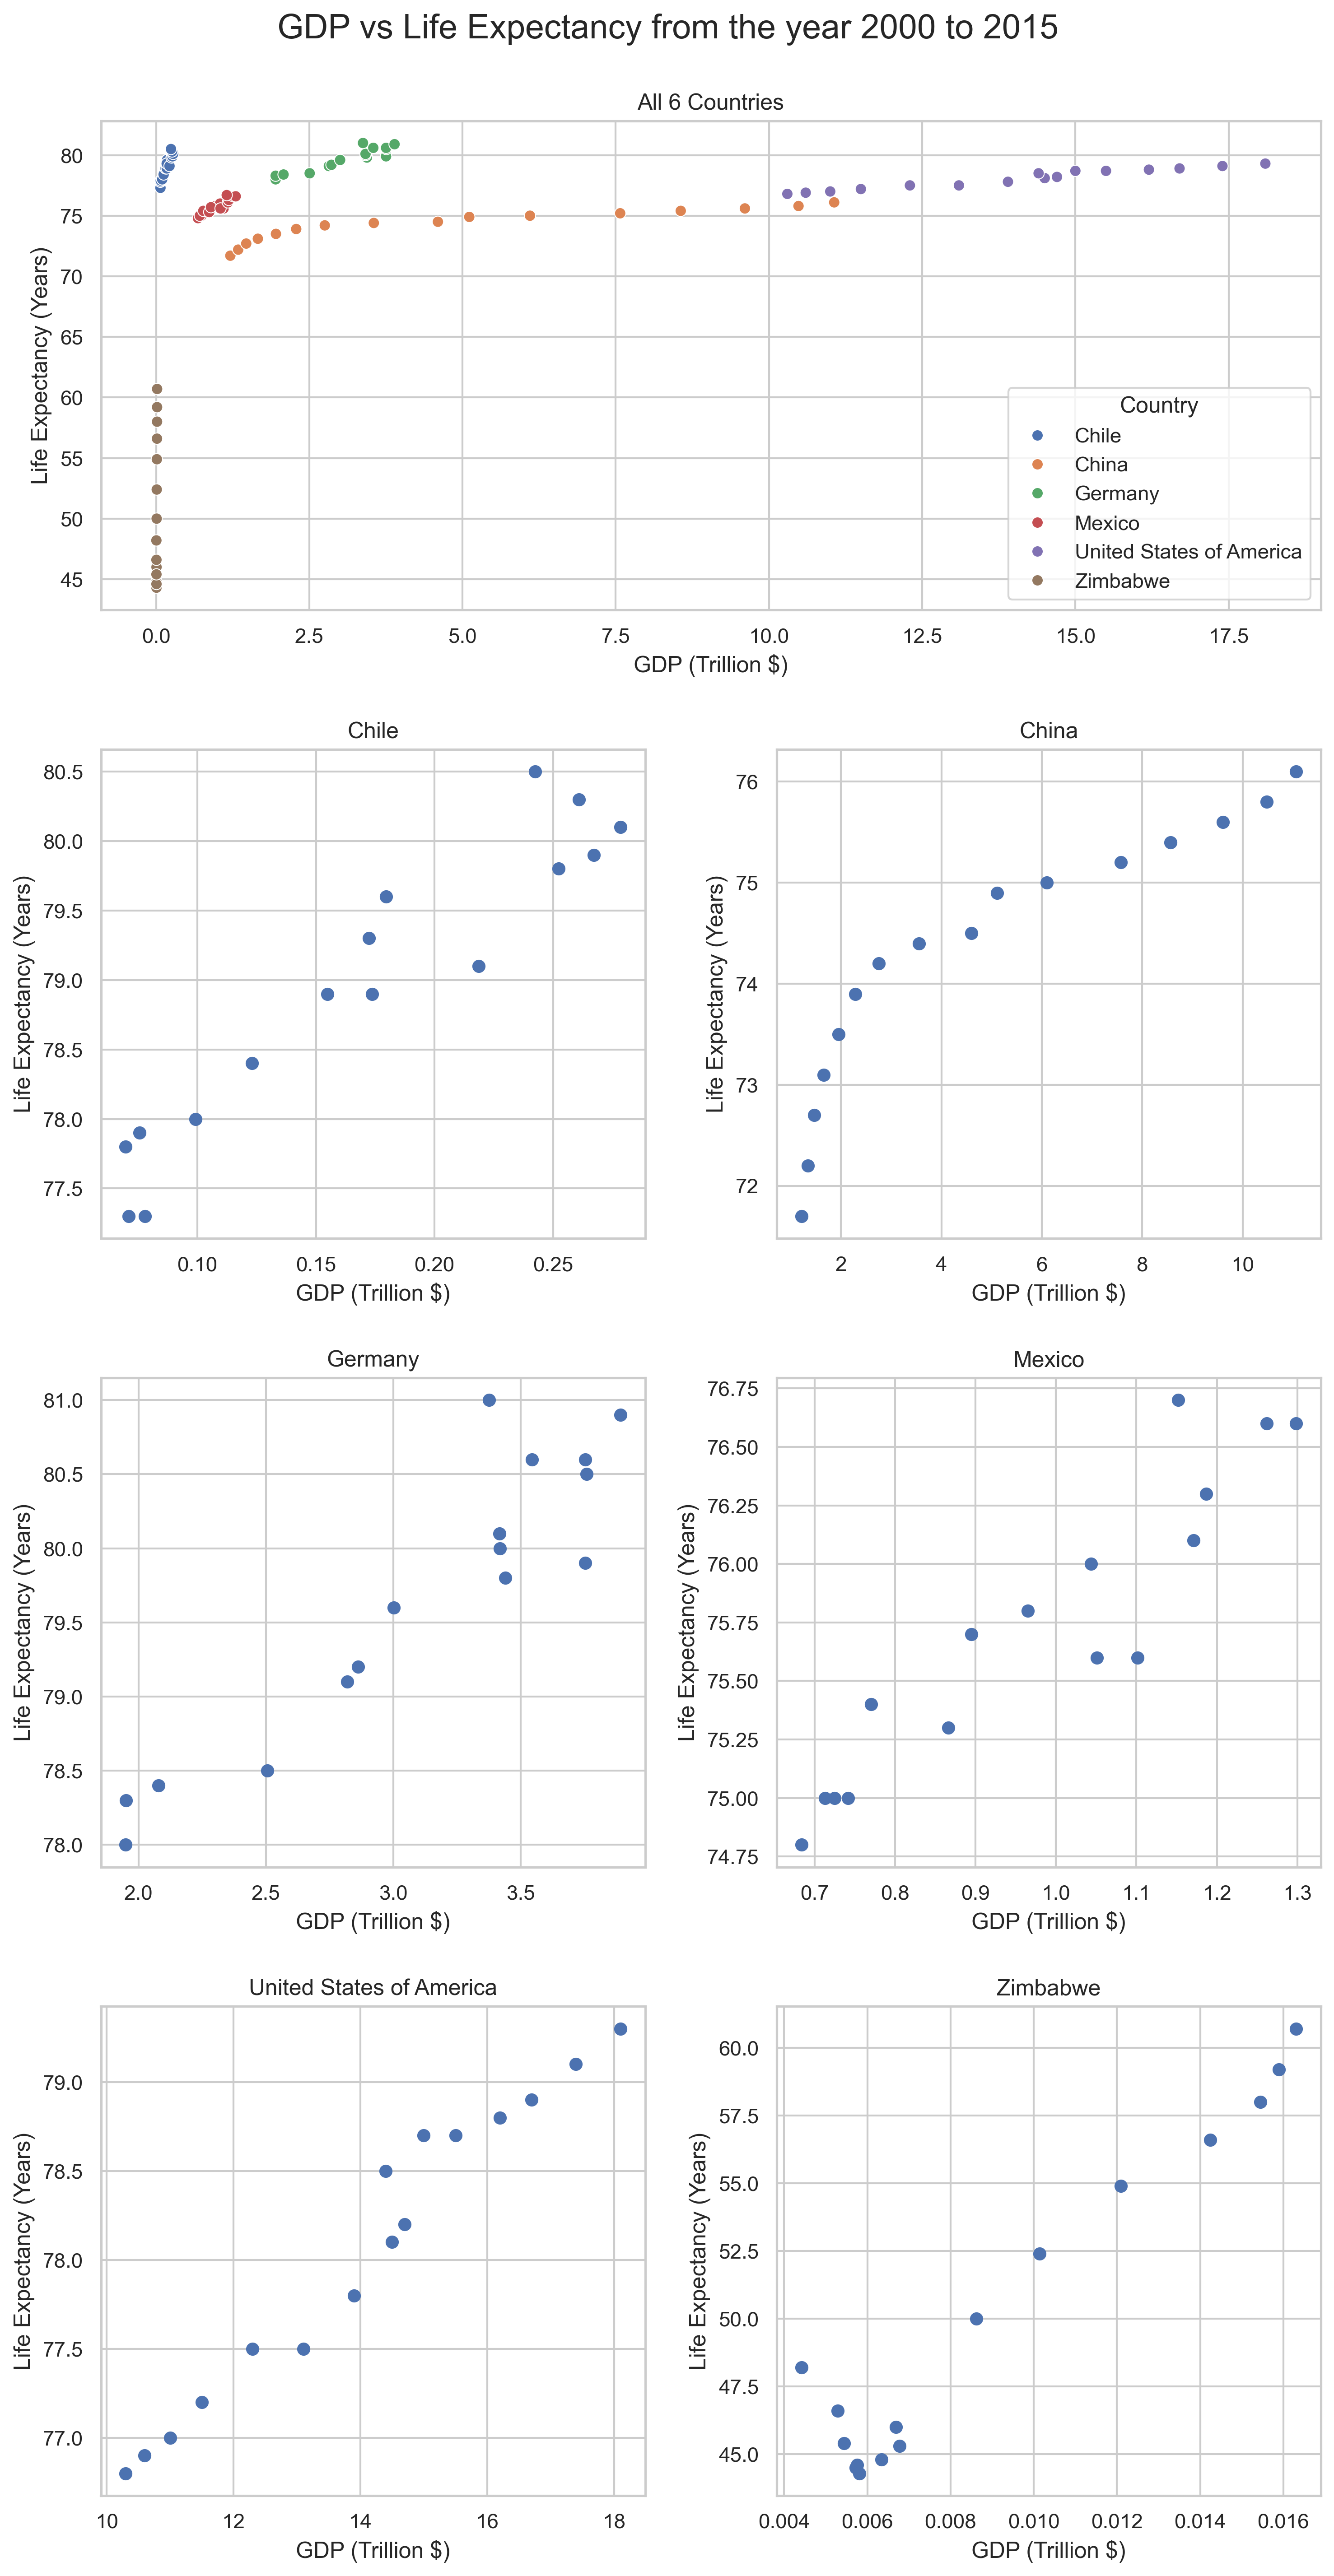 GDP vs Life Expectancy from the year 2000 to 2015
All 6 Countries
Life Expectancy (Years)
80
75
70
65
60
55
50
45
Country
Chile
China
Germany
Mexico
United States of America
Zimbabwe
0.0 2.5 5.0 7.5 10.0 12.5 15.0 17.5
GDP (Trillion $)
Chile
Life Expectancy (Years)
80.5
80.0
79.5
79.0
78.5
78.0
77.5
0.10 0.15 0.20 0.25
GDP (Trillion $)
China
Life Expectancy (Years)
76
75
74
73
72
2 4 6 8 10
GDP (Trillion $)
Germany
Life Expectancy (Years)
81.0
80.5
80.0
79.5
79.0
78.5
78.0
2.0 2.5 3.0 3.5
GDP (Trillion $)
Mexico
Life Expectancy (Years)
76.75
76.50
76.25
76.00
75.75
75.50
75.25
75.00
74.75
0.7 0.8 0.9 1.0 1.1 1.2 1.3
GDP (Trillion $)
United States of America
Life Expectancy (Years)
79.0
78.5
78.0
77.5
77.0
10 12 14 16 18
GDP (Trillion $)
Zimbabwe
Life Expectancy (Years)
60.0
57.5
55.0
52.5
50.0
47.5
45.0
0.004 0.006 0.008 0.010 0.012 0.014 0.016
GDP (Trillion $)